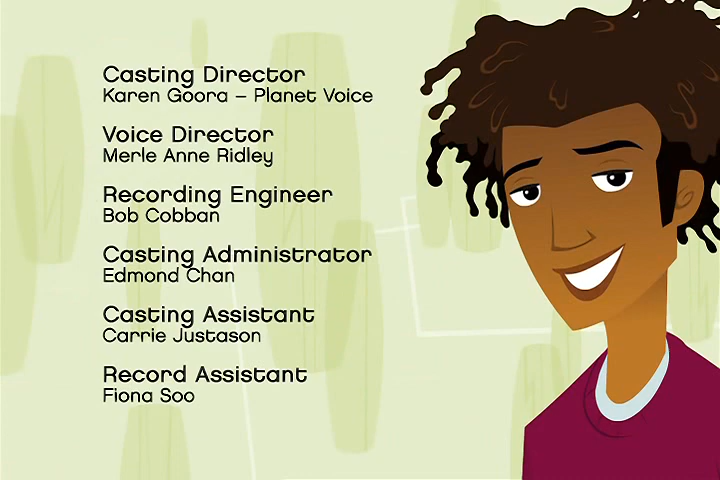 Casting Director
Karen Goora – Planet Voice
Voice Director
Merle Anne Ridley
Recording Engineer
Bob Cobban
Casting Administrator
Edmond Chan
Casting Assistant
Carrie Justason
Record Assistant
Fiona Soo